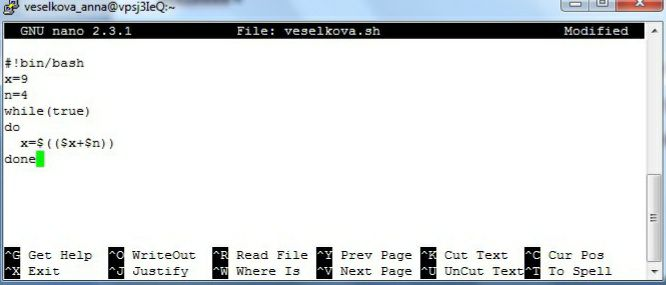 veselkova_anna@vpsj3IeQ:~
GNU nano 2.3.1 File: veselkova.sh Modified
#!bin/bash
x=9
n=4
while(true)
do
x=$(($x+$n))
done
^G Get Help ^O WriteOut ^R Read File ^Y Prev Page ^K Cut Text ^C Cur Pos
^X Exit ^J Justify ^W Where Is ^V Next Page ^U UnCut Text ^T To Spell